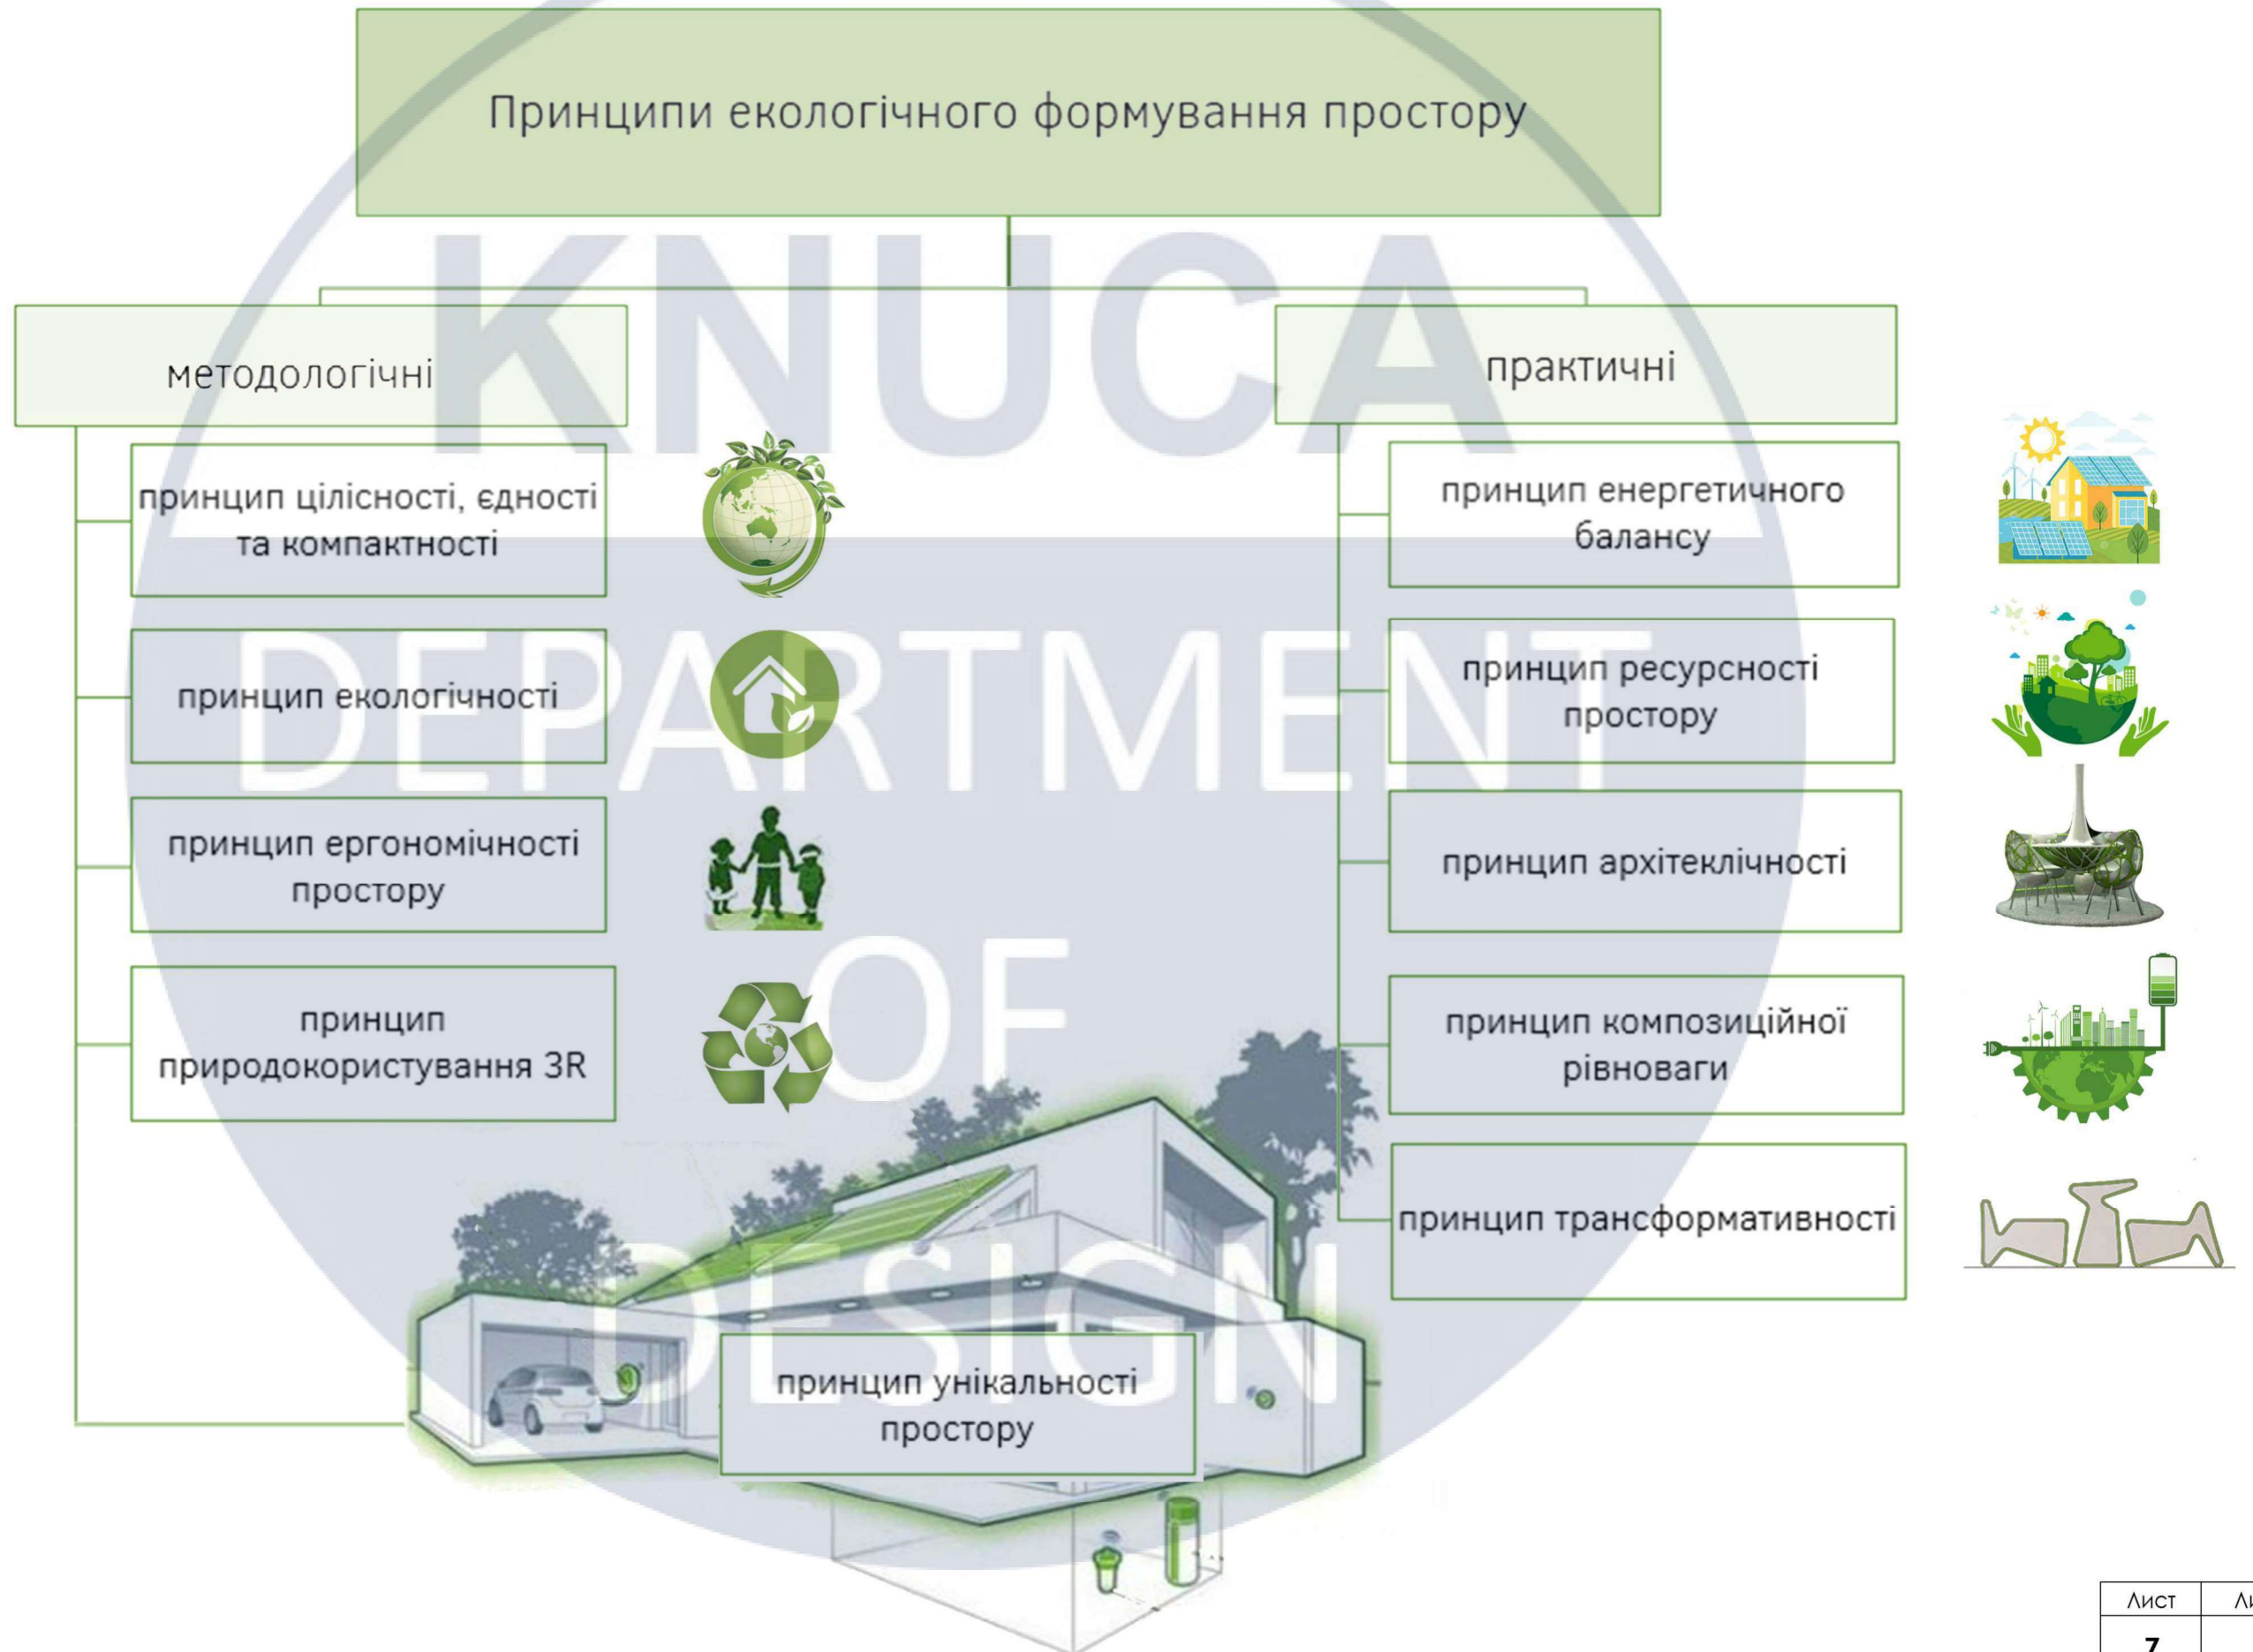 Принципи екологічного формування простору
KNUCA
DEPARTMENT
OF
DESIGN
методологічні
принцип цілісності, єдності
та компактності
принцип екологічності
принцип ергономічності
простору
принцип
природокористування 3R
практичні
принцип енергетичного
балансу
принцип ресурсності
простору
принцип архітеклічності
принцип композиційної
рівноваги
принцип трансформативності
принцип унікальності
простору
Лист
7